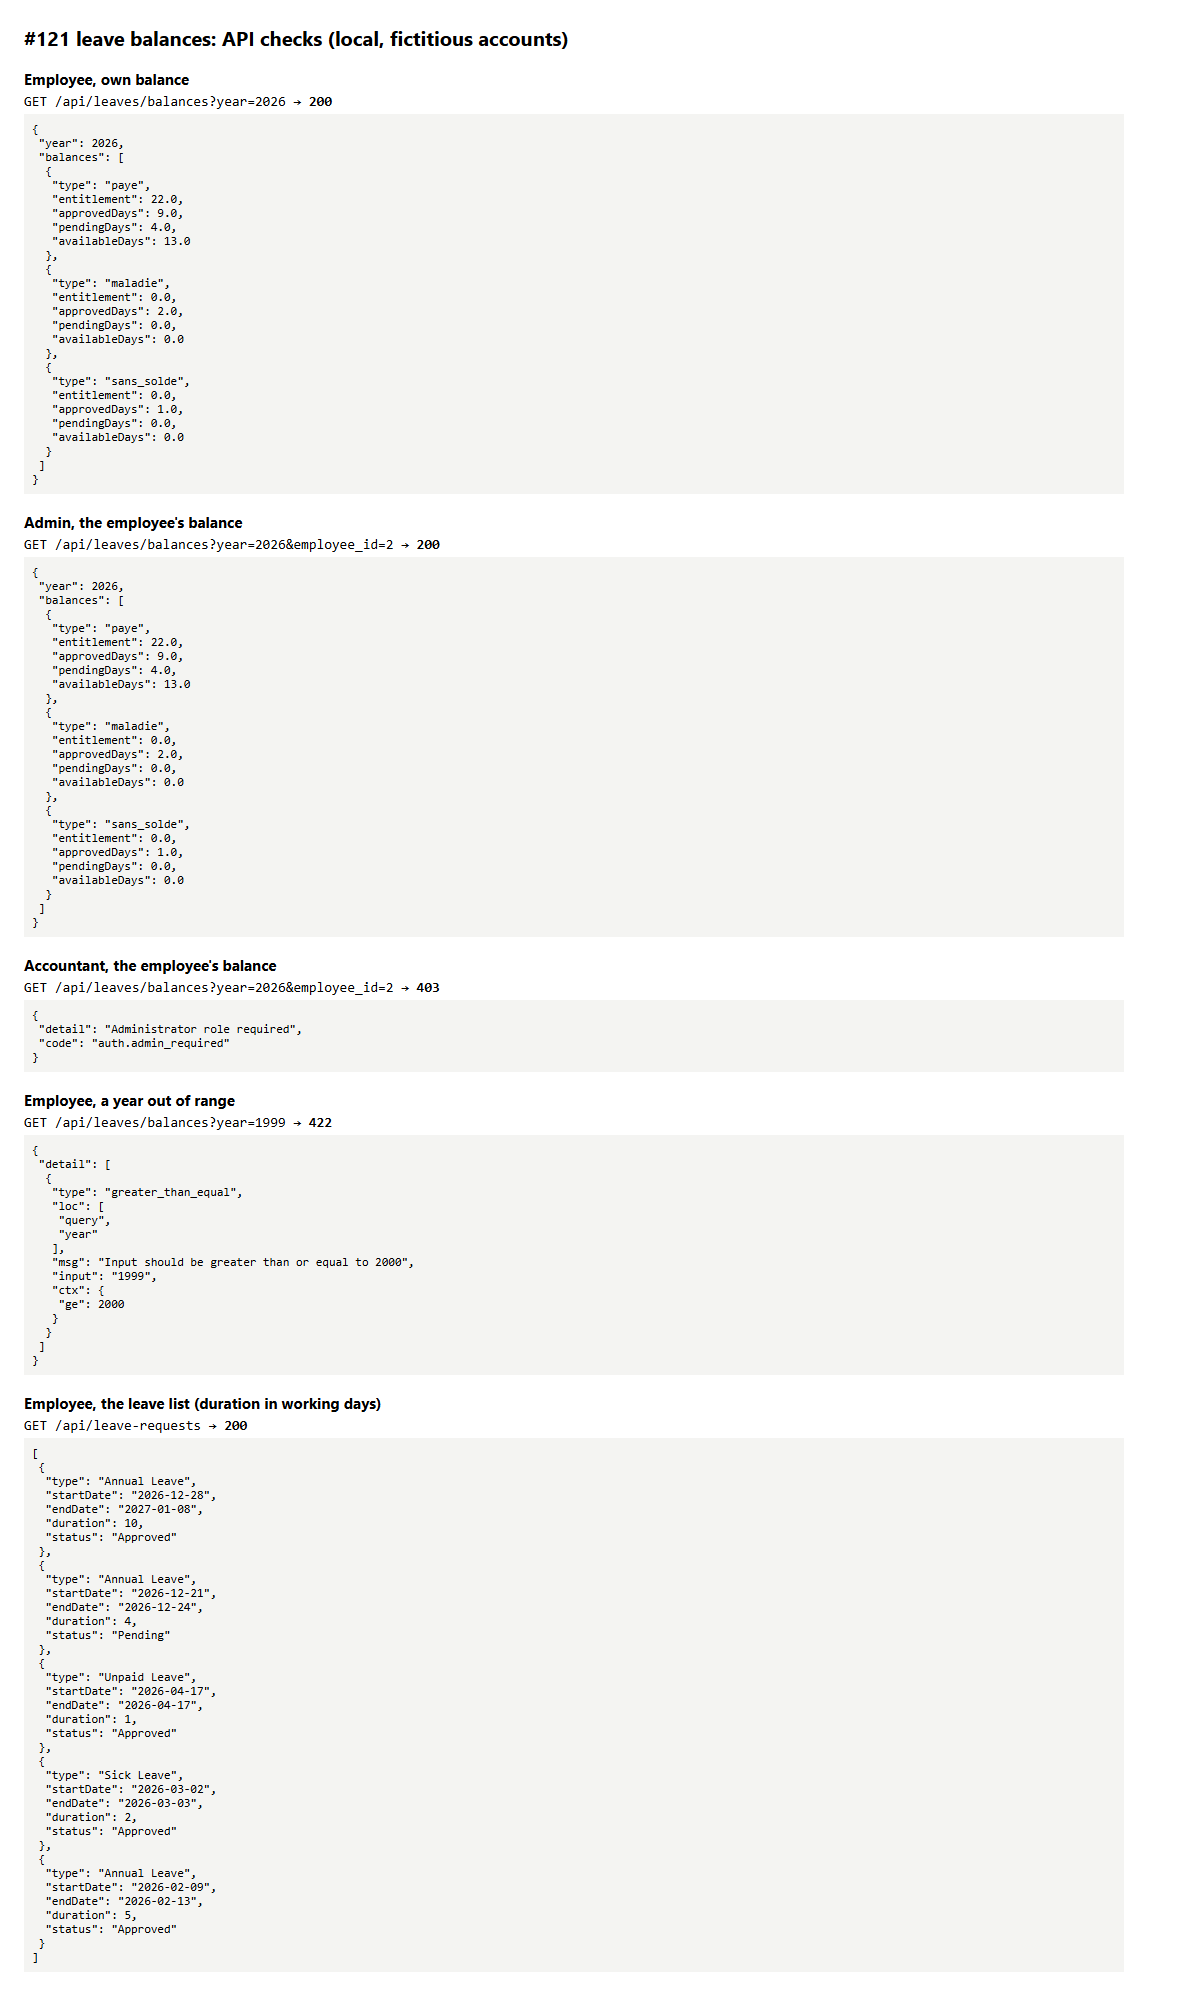 #121 leave balances: API checks (local, fictitious accounts)
Employee, own balance
GET /api/leaves/balances?year=2026 → 200
{
"year": 2026,
"balances": [
{
"type": "paye",
"entitlement": 22.0,
"approvedDays": 9.0,
"pendingDays": 4.0,
"availableDays": 13.0
},
{
"type": "maladie",
"entitlement": 0.0,
"approvedDays": 2.0,
"pendingDays": 0.0,
"availableDays": 0.0
},
{
"type": "sans_solde",
"entitlement": 0.0,
"approvedDays": 1.0,
"pendingDays": 0.0,
"availableDays": 0.0
}
]
}
Admin, the employee's balance
GET /api/leaves/balances?year=2026&employee_id=2 → 200
{
"year": 2026,
"balances": [
{
"type": "paye",
"entitlement": 22.0,
"approvedDays": 9.0,
"pendingDays": 4.0,
"availableDays": 13.0
},
{
"type": "maladie",
"entitlement": 0.0,
"approvedDays": 2.0,
"pendingDays": 0.0,
"availableDays": 0.0
},
{
"type": "sans_solde",
"entitlement": 0.0,
"approvedDays": 1.0,
"pendingDays": 0.0,
"availableDays": 0.0
}
]
}
Accountant, the employee's balance
GET /api/leaves/balances?year=2026&employee_id=2 → 403
{
"detail": "Administrator role required",
"code": "auth.admin_required"
}
Employee, a year out of range
GET /api/leaves/balances?year=1999 → 422
{
"detail": [
{
"type": "greater_than_equal",
"loc": [
"query",
"year"
],
"msg": "Input should be greater than or equal to 2000",
"input": "1999",
"ctx": {
"ge": 2000
}
}
]
}
Employee, the leave list (duration in working days)
GET /api/leave-requests → 200
[
{
"type": "Annual Leave",
"startDate": "2026-12-28",
"endDate": "2027-01-08",
"duration": 10,
"status": "Approved"
},
{
"type": "Annual Leave",
"startDate": "2026-12-21",
"endDate": "2026-12-24",
"duration": 4,
"status": "Pending"
},
{
"type": "Unpaid Leave",
"startDate": "2026-04-17",
"endDate": "2026-04-17",
"duration": 1,
"status": "Approved"
},
{
"type": "Sick Leave",
"startDate": "2026-03-02",
"endDate": "2026-03-03",
"duration": 2,
"status": "Approved"
},
{
"type": "Annual Leave",
"startDate": "2026-02-09",
"endDate": "2026-02-13",
"duration": 5,
"status": "Approved"
}
]